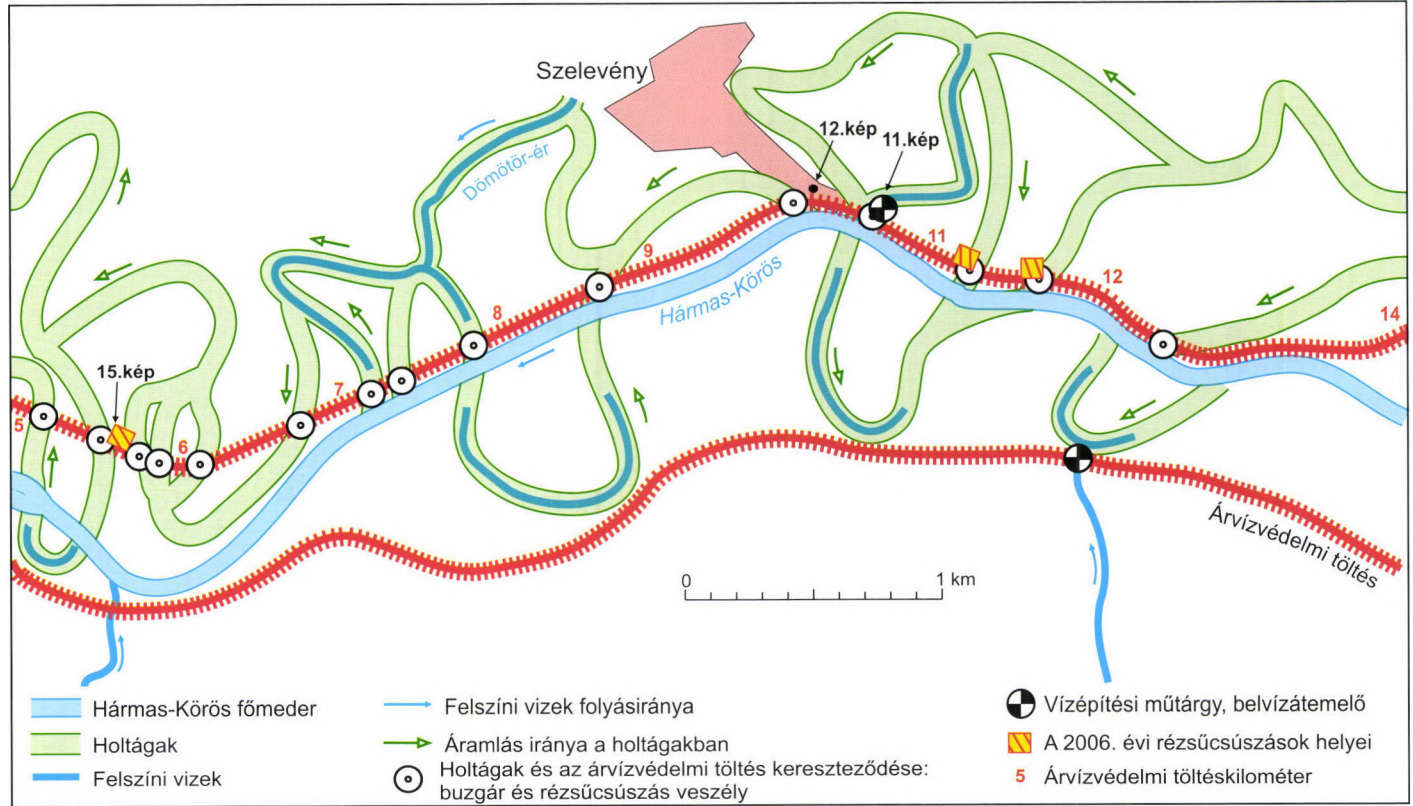 Szelevény
12.kép
11.kép
Dömötör-ér
9
11
12
8
Hármas-Körös
14
15.kép
7
5
6
Árvízvédelmi töltés
0
1 km
Hármas-Körös főmeder
Holtágak
Felszíni vizek
Felszíni vizek folyásiránya
Áramlás iránya a holtágakban
Holtágak és az árvízvédelmi töltés kereszteződése:
buzgár és rézsűcsúszás veszély
Vízépítési műtárgy, belvízátemelő
A 2006. évi rézsűcsúszások helyei
5 Árvízvédelmi töltéskilométer